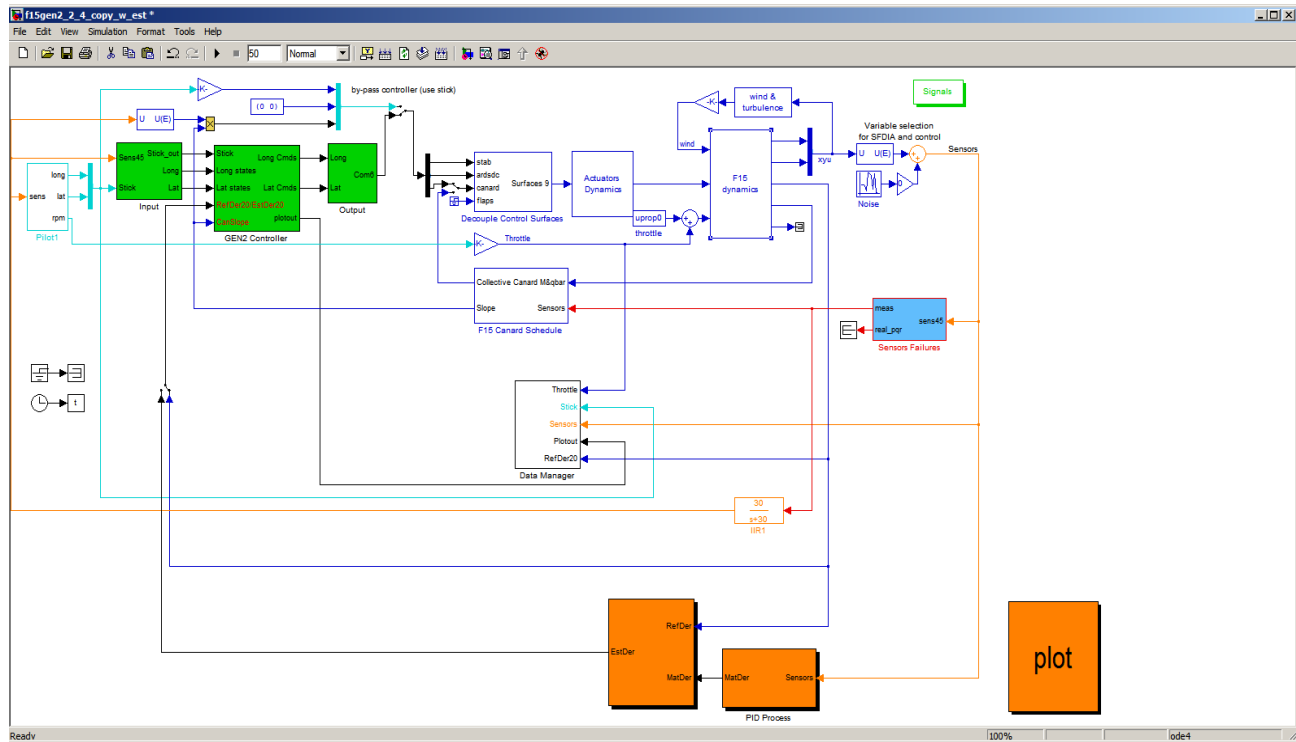 f15gen2_2_4_copy_w_est *
File Edit View Simulation Format Tools Help
50
Normal
-K-
by-pass controller (use stick)
(0 0)
U U(E)
Sens45
Stick_out
Long
Stick
Lat
Input
Stick
Long Cmds
Long states
Lat states
Lat Cmds
RefDer20/EstDer20
plotout
CanSlope
GEN2 Controller
Long
Com6
Lat
Output
long
sens
lat
rpm
Pilot1
stab
ardsdc
canard
flaps
Surfaces 9
Decouple Control Surfaces
Actuators
Dynamics
uprop0
throttle
-K-
wind &
turbulence
wind
F15
dynamics
xyu
Signals
Variable selection
for SFDIA and control
Sensors
U U(E)
Noise
0
-K-
Throttle
Collective Canard M&qbar
Slope
Sensors
F15 Canard Schedule
meas
sens45
real_pqr
Sensors Failures
t
Throttle
Stick
Sensors
Plotout
RefDer20
Data Manager
30
s+30
IIR1
RefDer
EstDer
MatDer
MatDer
Sensors
PID Process
plot
Ready
100%
ode4